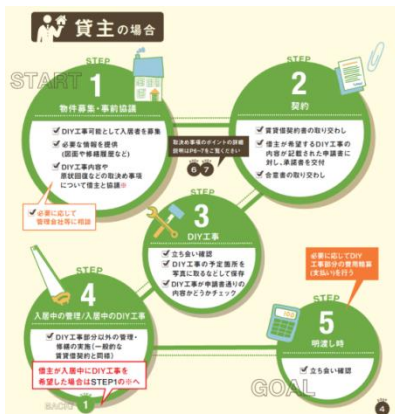 貸主の場合
START
STEP
1
物件募集・事前協議
DIY工事可能として入居者を募集
必要な情報を提供
(図面や修繕履歴など)
DIY工事内容や
原状回復などの取決め事項
について借主と協議※
必要に応じて
管理会社等に相談
取決め事項のポイントの詳細
説明はP6~7をご覧ください
6 7
STEP
2
契約
賃貸借契約書の取り交わし
借主が希望するDIY工事の
内容が記載された申請書に
対し、承諾書を交付
合意書の取り交わし
STEP
3
DIY工事
立ち会い確認
DIY工事の予定箇所を
写真に取るなどして保存
DIY工事が申請書通りの
内容かどうかチェック
STEP
4
入居中の管理/入居中のDIY工事
DIY工事部分以外の管理・
修繕の実施(一般的な
賃貸借契約と同様)
借主が入居中にDIY工事を
希望した場合はSTEP1の※へ
BACK!
1
必要に応じてDIY
工事部分の費用精算
(支払い)を行う
STEP
5
明渡し時
立ち会い確認
GOAL
4